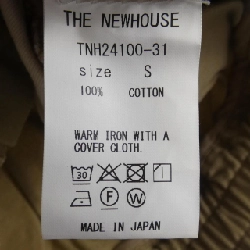 THE NEWHOUSE
TNH24100-31
size S
100% COTTON
WARM IRON WITH A
COVER CLOTH.
30
F W
MADE IN JAPAN